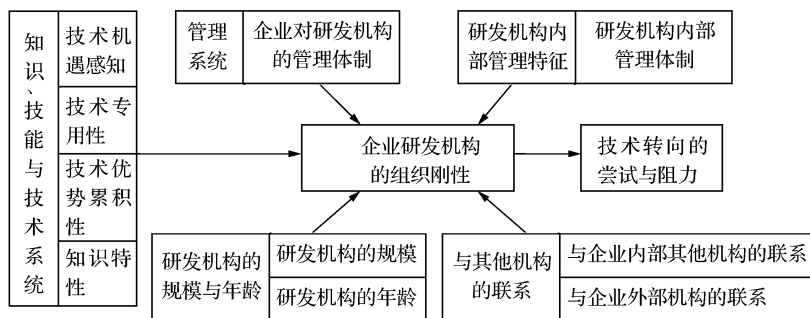 知识、技能与技术系统
技术机
遇感知
技术专
用性
技术优
势累积
性
知识特
性
管理
系统
企业对研发机构
的管理体制
研发机构内
部管理特征
研发机构内部
管理体制
企业研发机构
的组织刚性
技术转向的
尝试与阻力
研发机构的
规模与年龄
研发机构的规模
研发机构的年龄
与其他机构
的联系
与企业内部其他机构的联系
与企业外部机构的联系